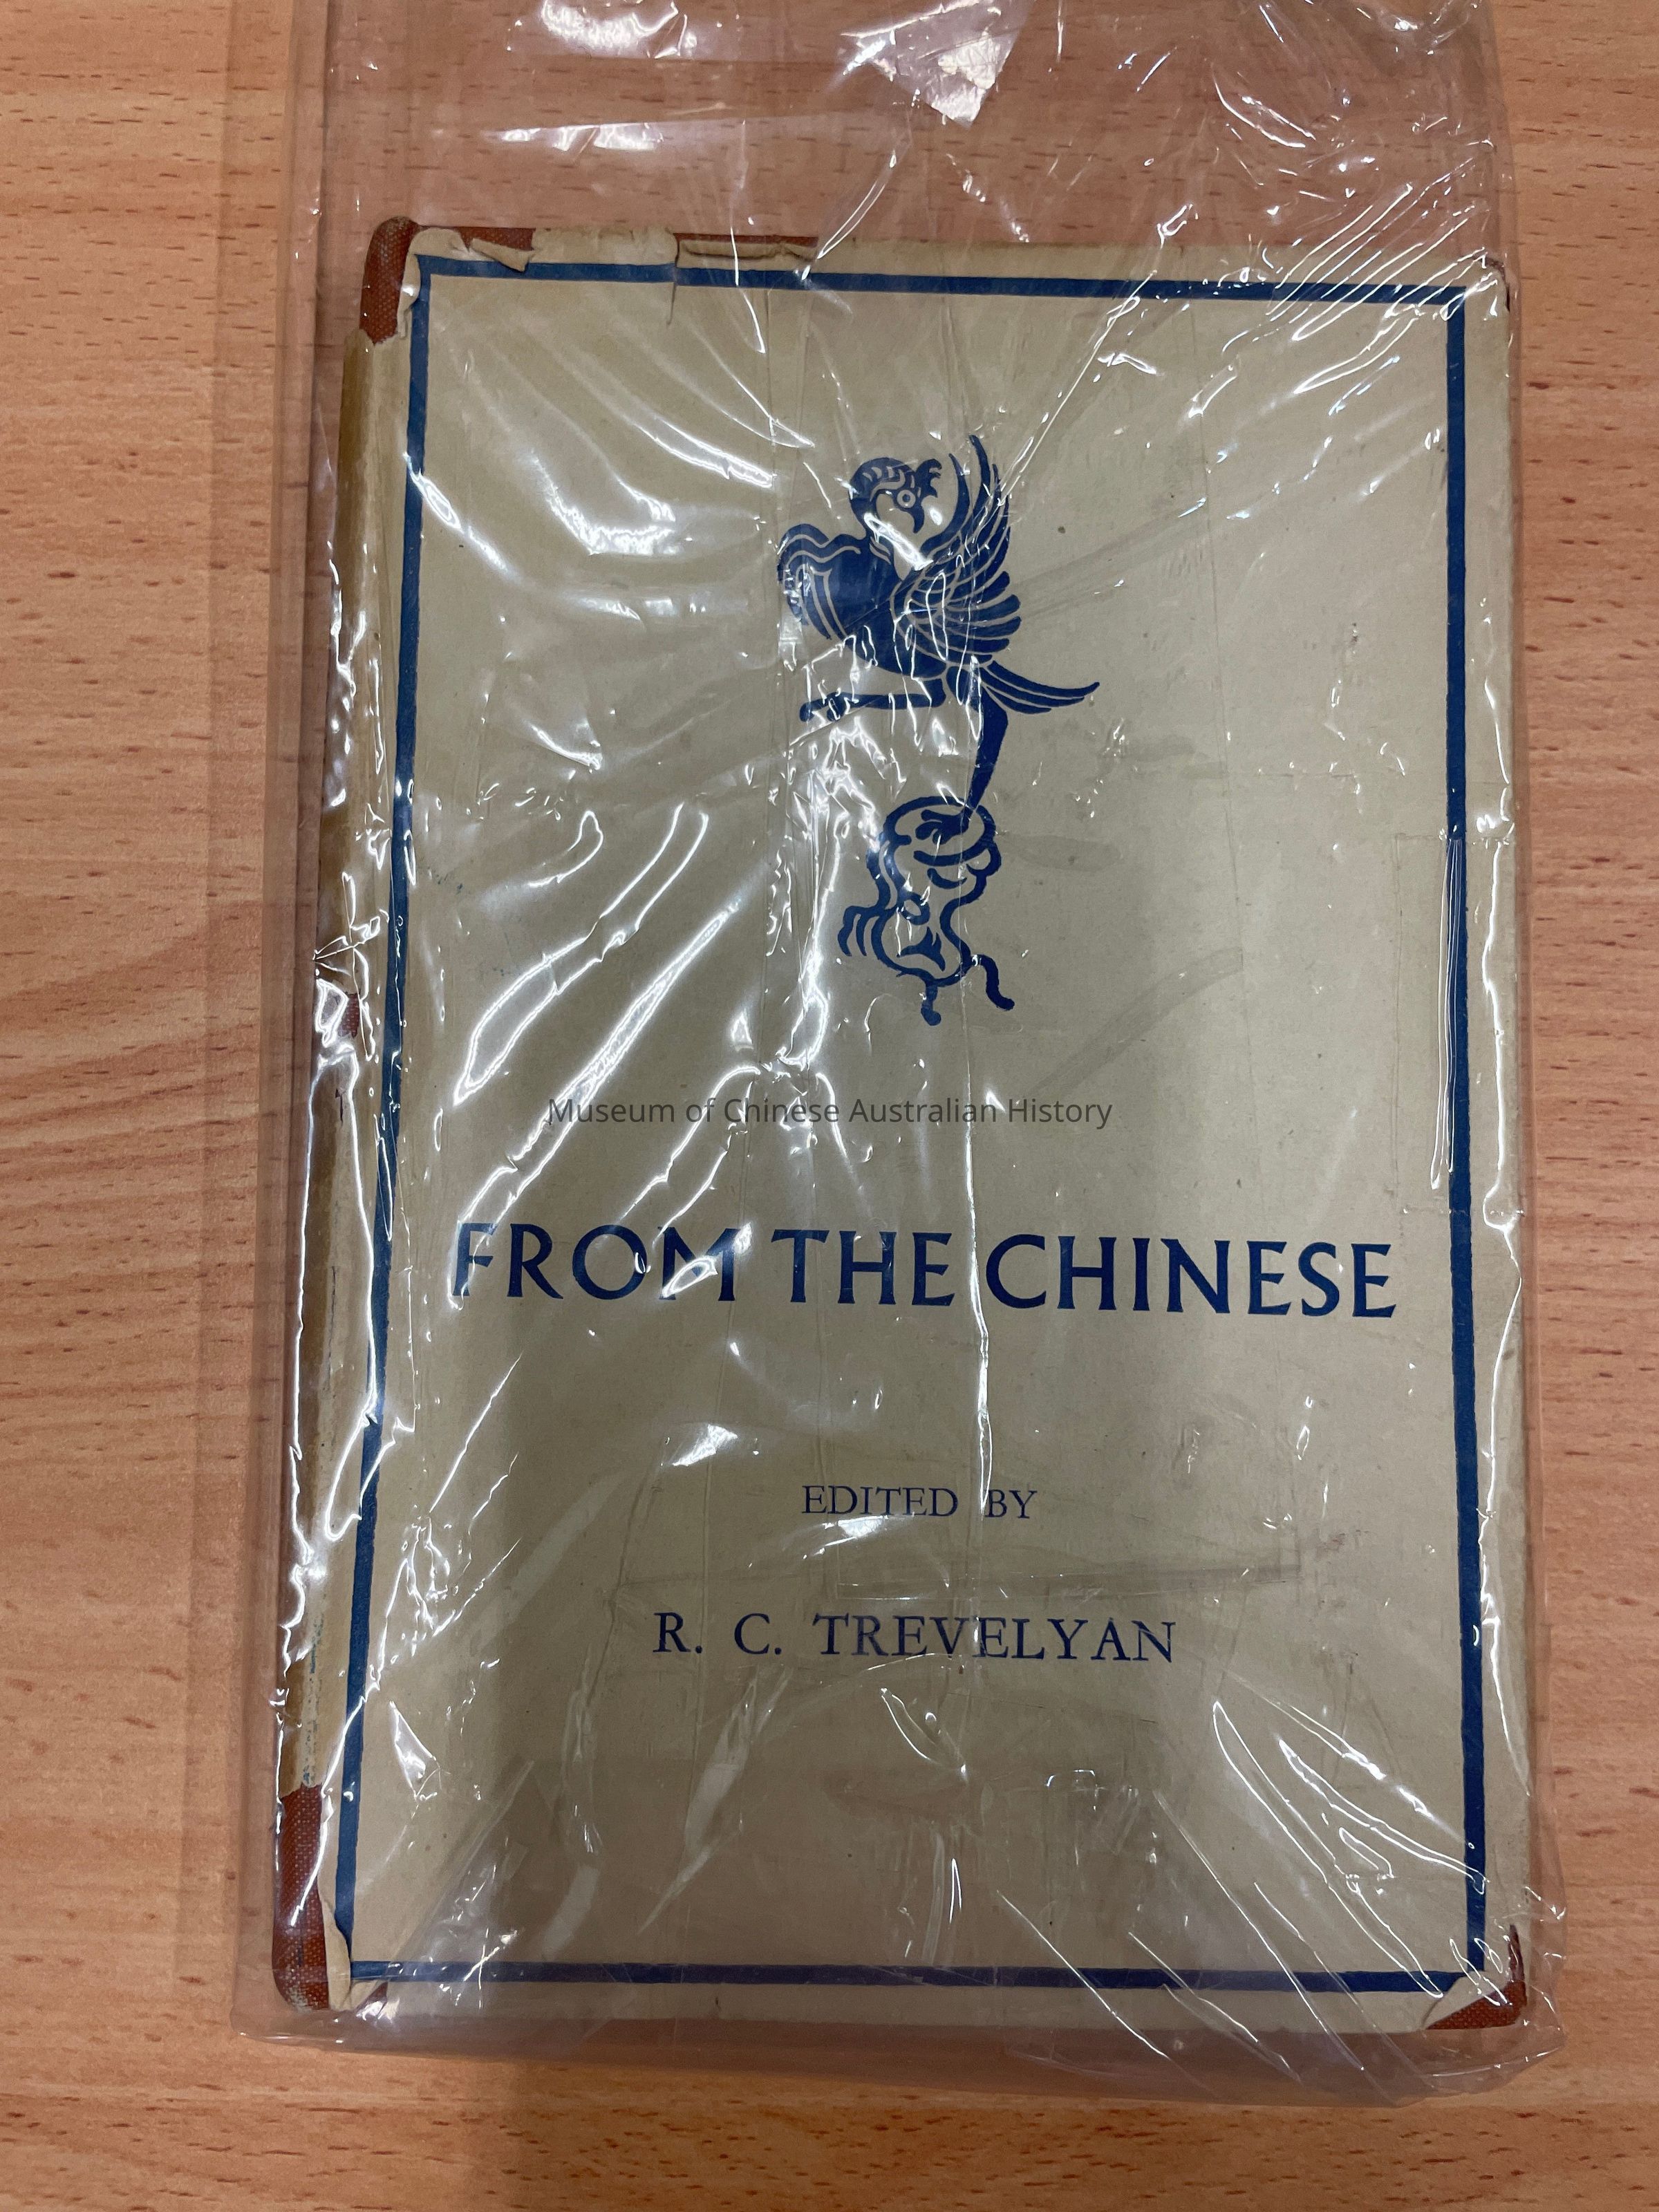 Museum of Chinese Australian History
FROM THE CHINESE
EDITED BY
R. C. TREVELYAN